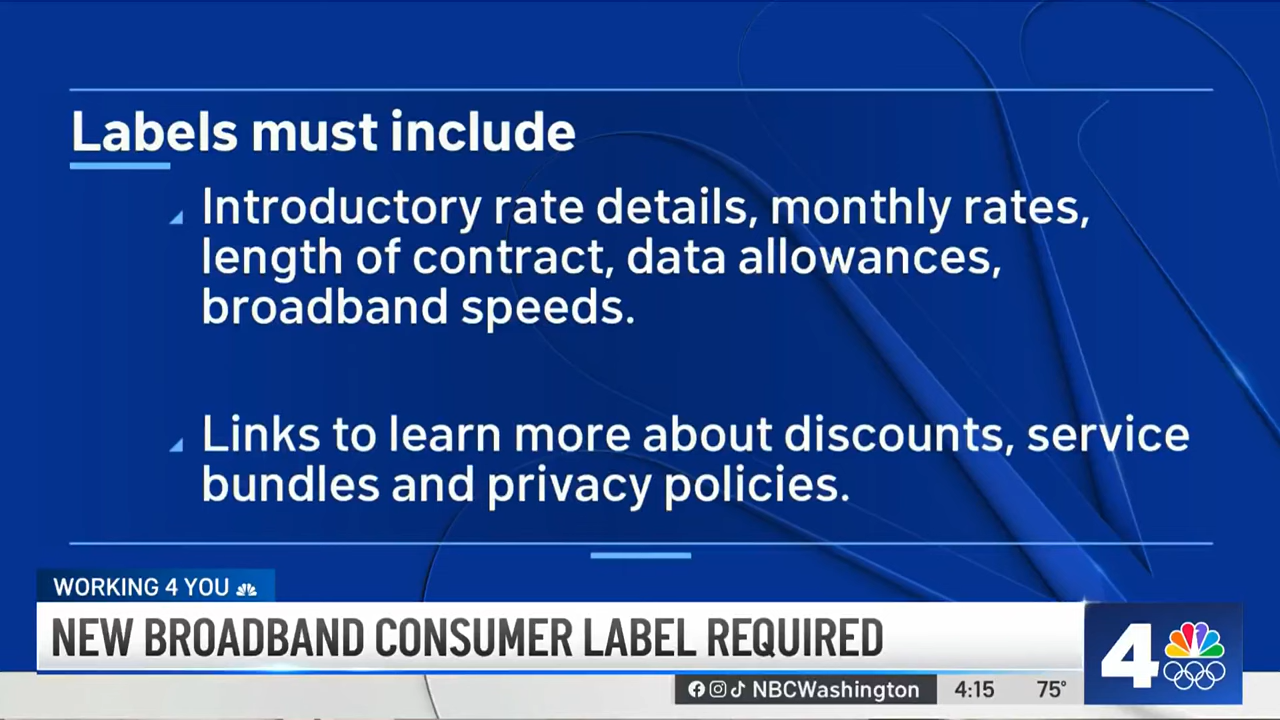 Labels must include
Introductory rate details, monthly rates,
length of contract, data allowances,
broadband speeds.
Links to learn more about discounts, service
bundles and privacy policies.
WORKING 4 YOU
NEW BROADBAND CONSUMER LABEL REQUIRED
4
NBCWashington 4:15 75°